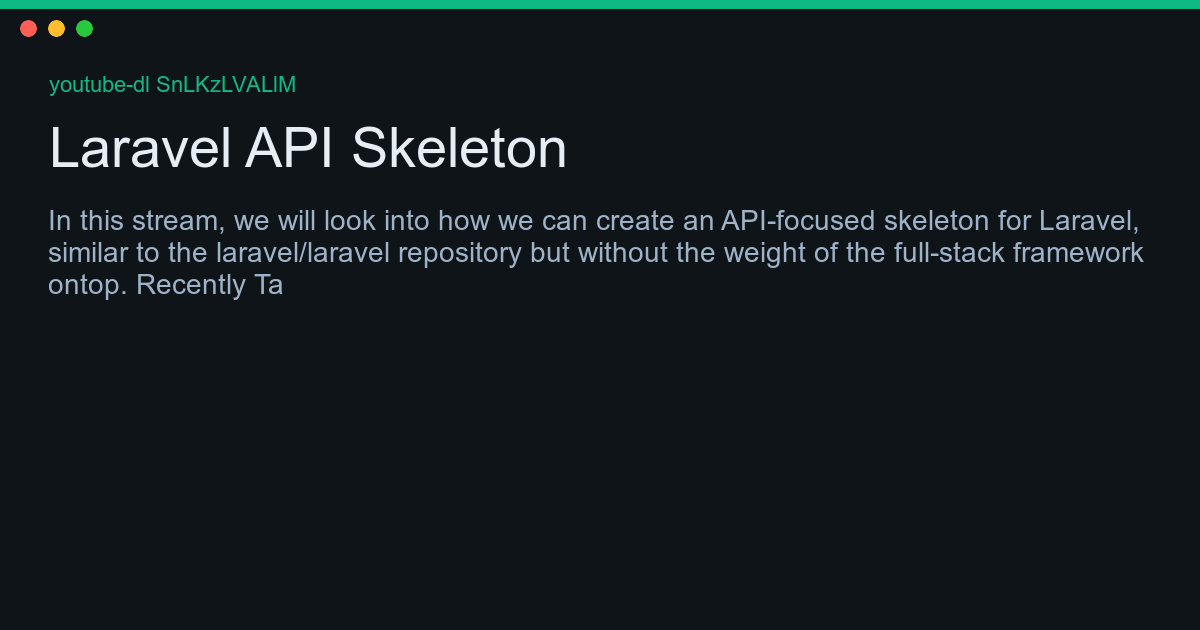 youtube-dl SnLKzLVALlM
Laravel API Skeleton
In this stream, we will look into how we can create an API-focused skeleton for Laravel,
similar to the laravel/laravel repository but without the weight of the full-stack framework
ontop. Recently Ta